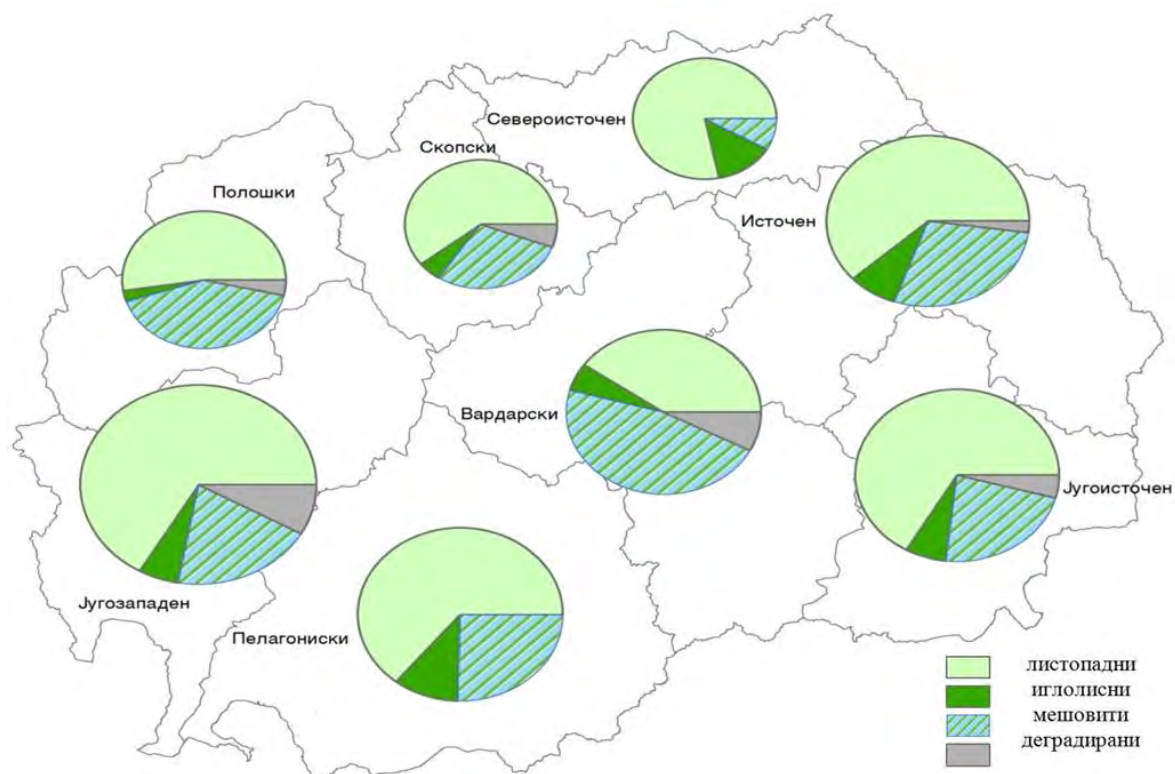 Североисточен
Скопски
Полошки
Источен
Вардарски
Југоисточен
Југозападен
Пелагониски
листопадни
иглолисни
мешовити
деградирани